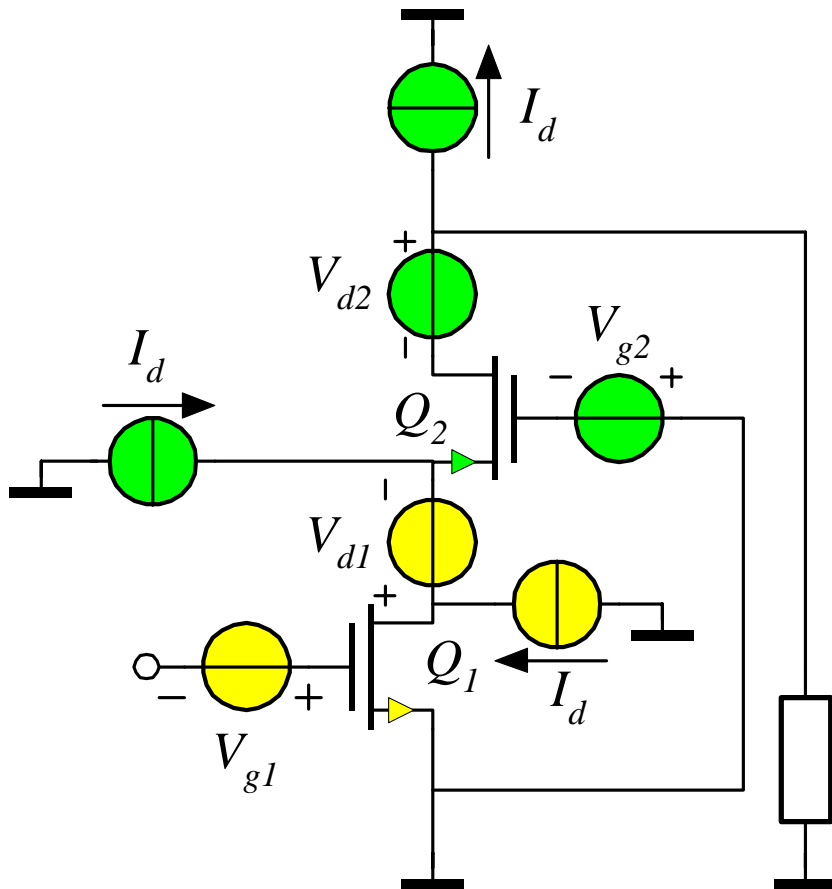 I_d
+
V_d2
-
V_g2
- +
I_d
Q_2
-
V_d1
+
Q_1
I_d
- +
V_g1